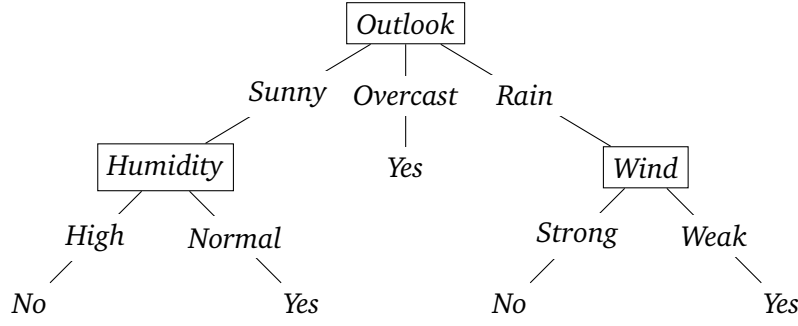 Outlook
Sunny Overcast Rain
Humidity Yes Wind
High Normal Strong Weak
No Yes No Yes